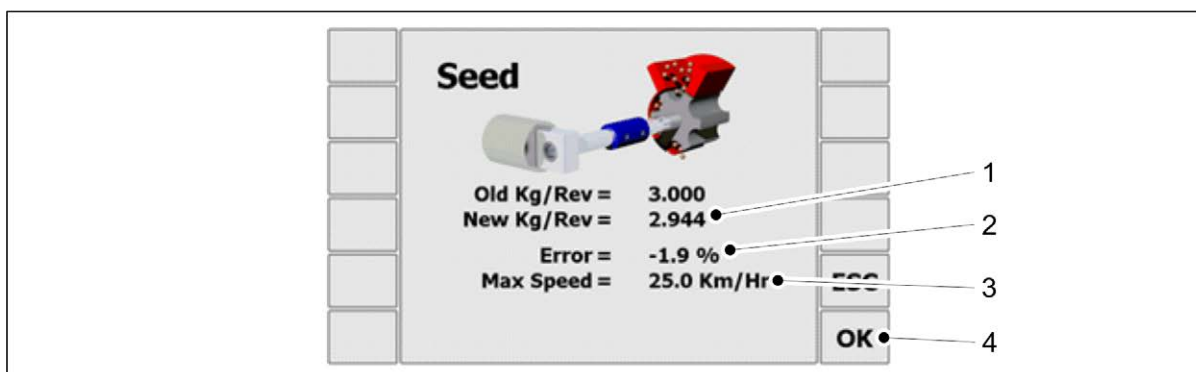 Seed
Old Kg/Rev = 3.000
New Kg/Rev = 2.944
Error = -1.9 %
Max Speed = 25.0 Km/Hr
ESC
OK
1
2
3
4